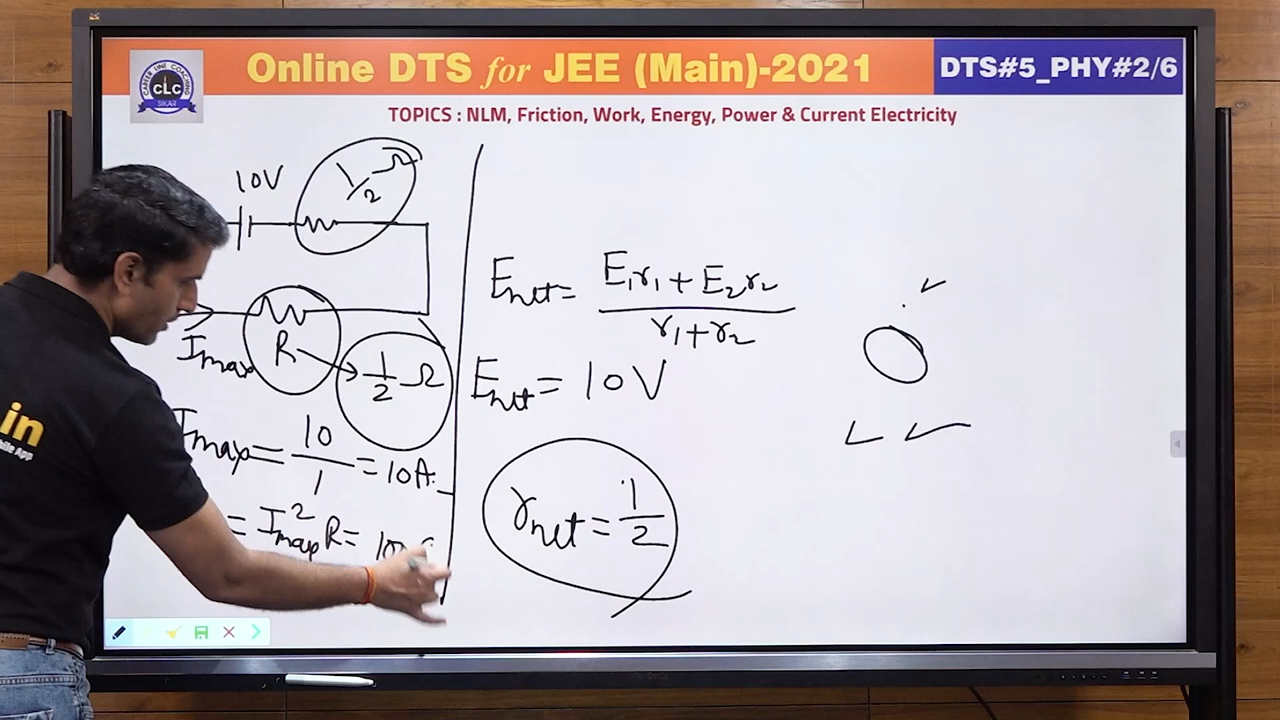 Online DTS for JEE (Main)-2021
DTS#5_PHY#2/6
CAREER LINE COACHING
CLC
SIKAR
TOPICS : NLM, Friction, Work, Energy, Power & Current Electricity
10V
1/2 Ω
Imax
R
1/2 Ω
Imax = 10/1 = 10A
= I²max R =
Enet = E₁r₁ + E₂r₂ / r₁ + r₂
Enet = 10V
rnet = 1/2
in
App